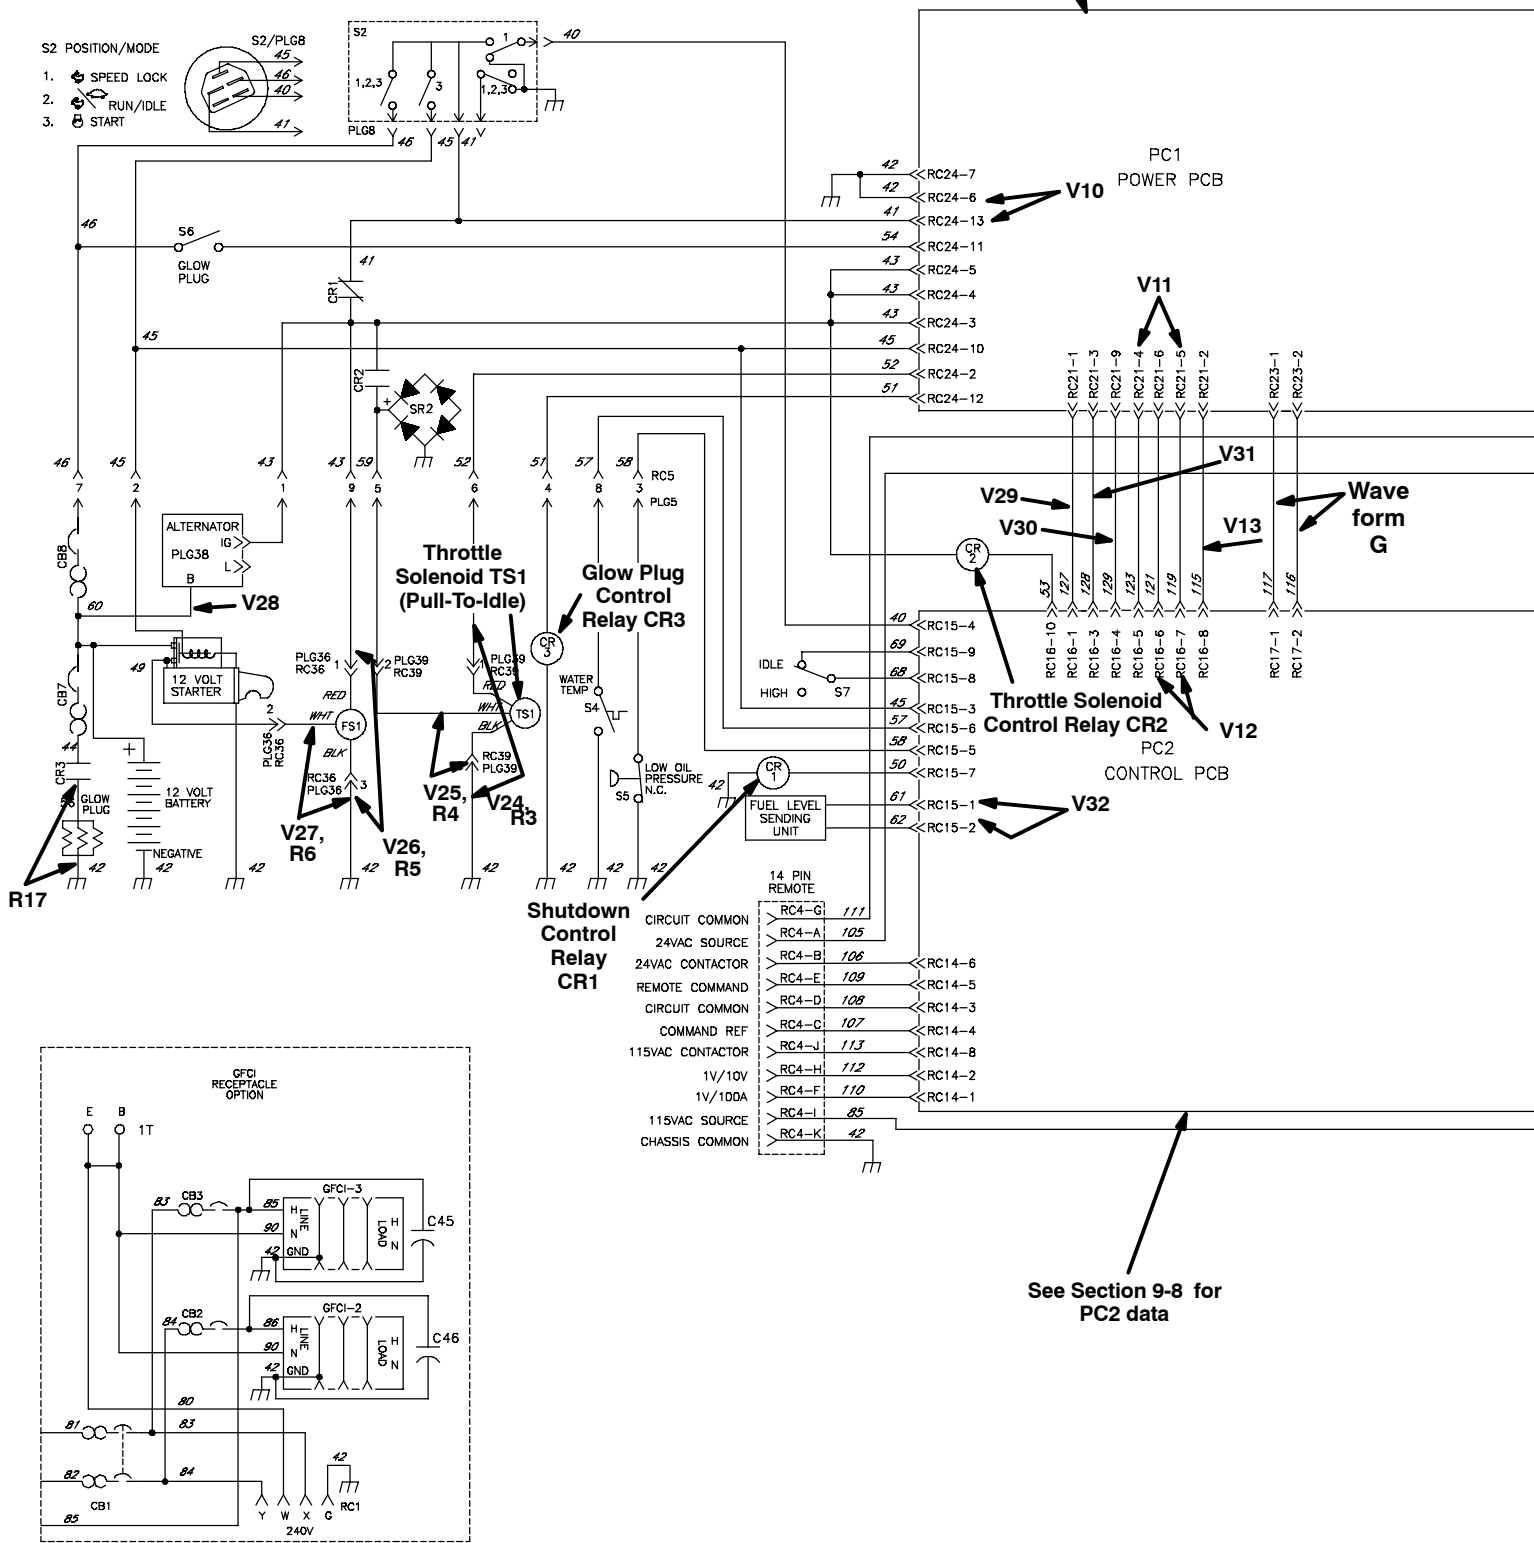 S2 POSITION/MODE
1. SPEED LOCK
2. RUN/IDLE
3. START
S2/PLG8
45
46
40
41
S2
1
1,2,3
3
1,2,3
40
PLG8
46
45
41
PC1
POWER PCB
V10
42 RC24-7
42 RC24-6
41 RC24-13
54 RC24-11
43 RC24-5
43 RC24-4
43 RC24-3
45 RC24-10
52 RC24-2
51 RC24-12
46
S6
GLOW
PLUG
41
CR1
45
CR2
+
SR2
V11
RC21-1
RC21-3
RC21-9
RC21-4
RC21-6
RC21-5
RC21-2
RC23-1
RC23-2
46 45 43 43 59 52 51 57 58 RC5
7 2 1 9 5 6 4 8 3
PLG5
V31
V29
V30
V13
Wave
form
G
ALTERNATOR
IG
PLG38
L
B
CB8
60
V28
Throttle
Solenoid TS1
(Pull-To-Idle)
Glow Plug
Control
Relay CR3
CR
2
CR
3
53
127
128
129
123
121
119
115
117
116
RC16-10
RC16-1
RC16-3
RC16-4
RC16-5
RC16-6
RC16-7
RC16-8
RC17-1
RC17-2
40 RC15-4
69 RC15-9
68 RC15-8
45 RC15-3
57 RC15-6
58 RC15-5
50 RC15-7
61 RC15-1
62 RC15-2
IDLE
HIGH
S7
Throttle Solenoid
Control Relay CR2
V12
PC2
CONTROL PCB
V32
49
12 VOLT
STARTER
CB7
44
CR3
GLOW
PLUG
+
12 VOLT
BATTERY
NEGATIVE
R17
42
42
42
42
42
42
42
42
2
PLG36
RC36
WHT
PLG36
RC36
1
RED
FS1
BLK
RC36
PLG36
3
2
PLG39
RC39
1
PLG39
RC39
RED
WHT
BLK
TS1
RC39
PLG39
V27,
R6
V26,
R5
V25,
R4
V24,
R3
WATER
TEMP
S4
LOW OIL
PRESSURE
N.C.
S5
42
CR
1
FUEL LEVEL
SENDING
UNIT
Shutdown
Control
Relay
CR1
14 PIN
REMOTE
CIRCUIT COMMON RC4-G 111
24VAC SOURCE RC4-A 105
24VAC CONTACTOR RC4-B 106 RC14-6
REMOTE COMMAND RC4-E 109 RC14-5
CIRCUIT COMMON RC4-D 108 RC14-3
COMMAND REF RC4-C 107 RC14-4
115VAC CONTACTOR RC4-J 113 RC14-8
1V/10V RC4-H 112 RC14-2
1V/100A RC4-F 110 RC14-1
115VAC SOURCE RC4-I 85
CHASSIS COMMON RC4-K 42
See Section 9-8 for
PC2 data
GFCI
RECEPTACLE
OPTION
E B
1T
83 CB3 85
GFCI-3
H LINE
N
90
42 GND
H
LOAD
N
C45
84 CB2 86
GFCI-2
H LINE
N
90
42 GND
H
LOAD
N
C46
80
81
83
82
84
CB1
85
42
RC1
Y W X G
240V